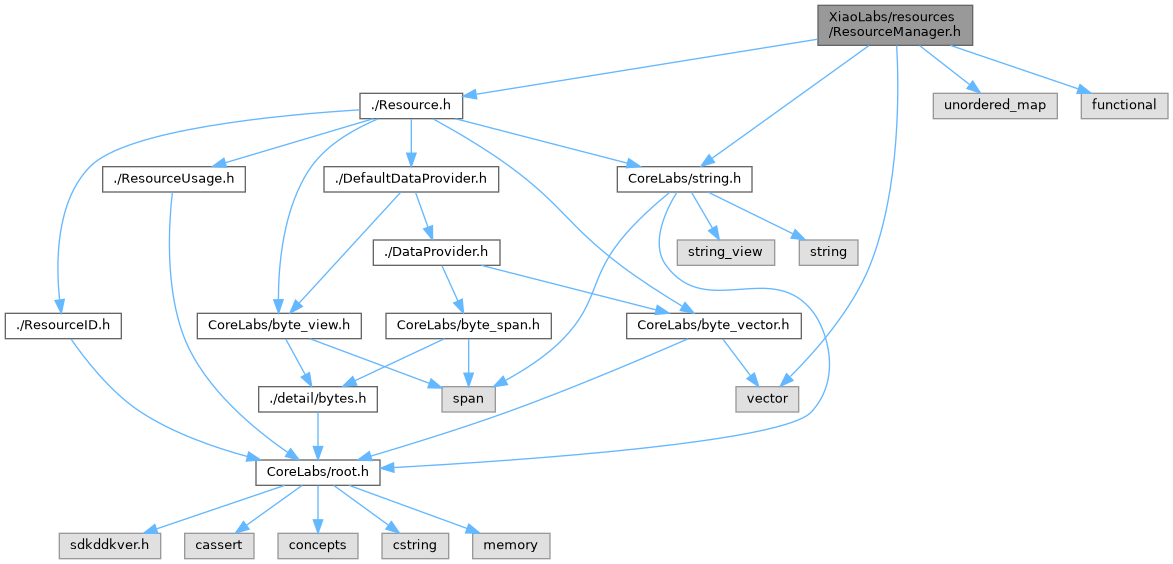 XiaoLabs/resources
/ResourceManager.h
./Resource.h
unordered_map
functional
./ResourceUsage.h
./DefaultDataProvider.h
CoreLabs/string.h
./DataProvider.h
string_view
string
./ResourceID.h
CoreLabs/byte_view.h
CoreLabs/byte_span.h
CoreLabs/byte_vector.h
./detail/bytes.h
span
vector
CoreLabs/root.h
sdkddkver.h
cassert
concepts
cstring
memory